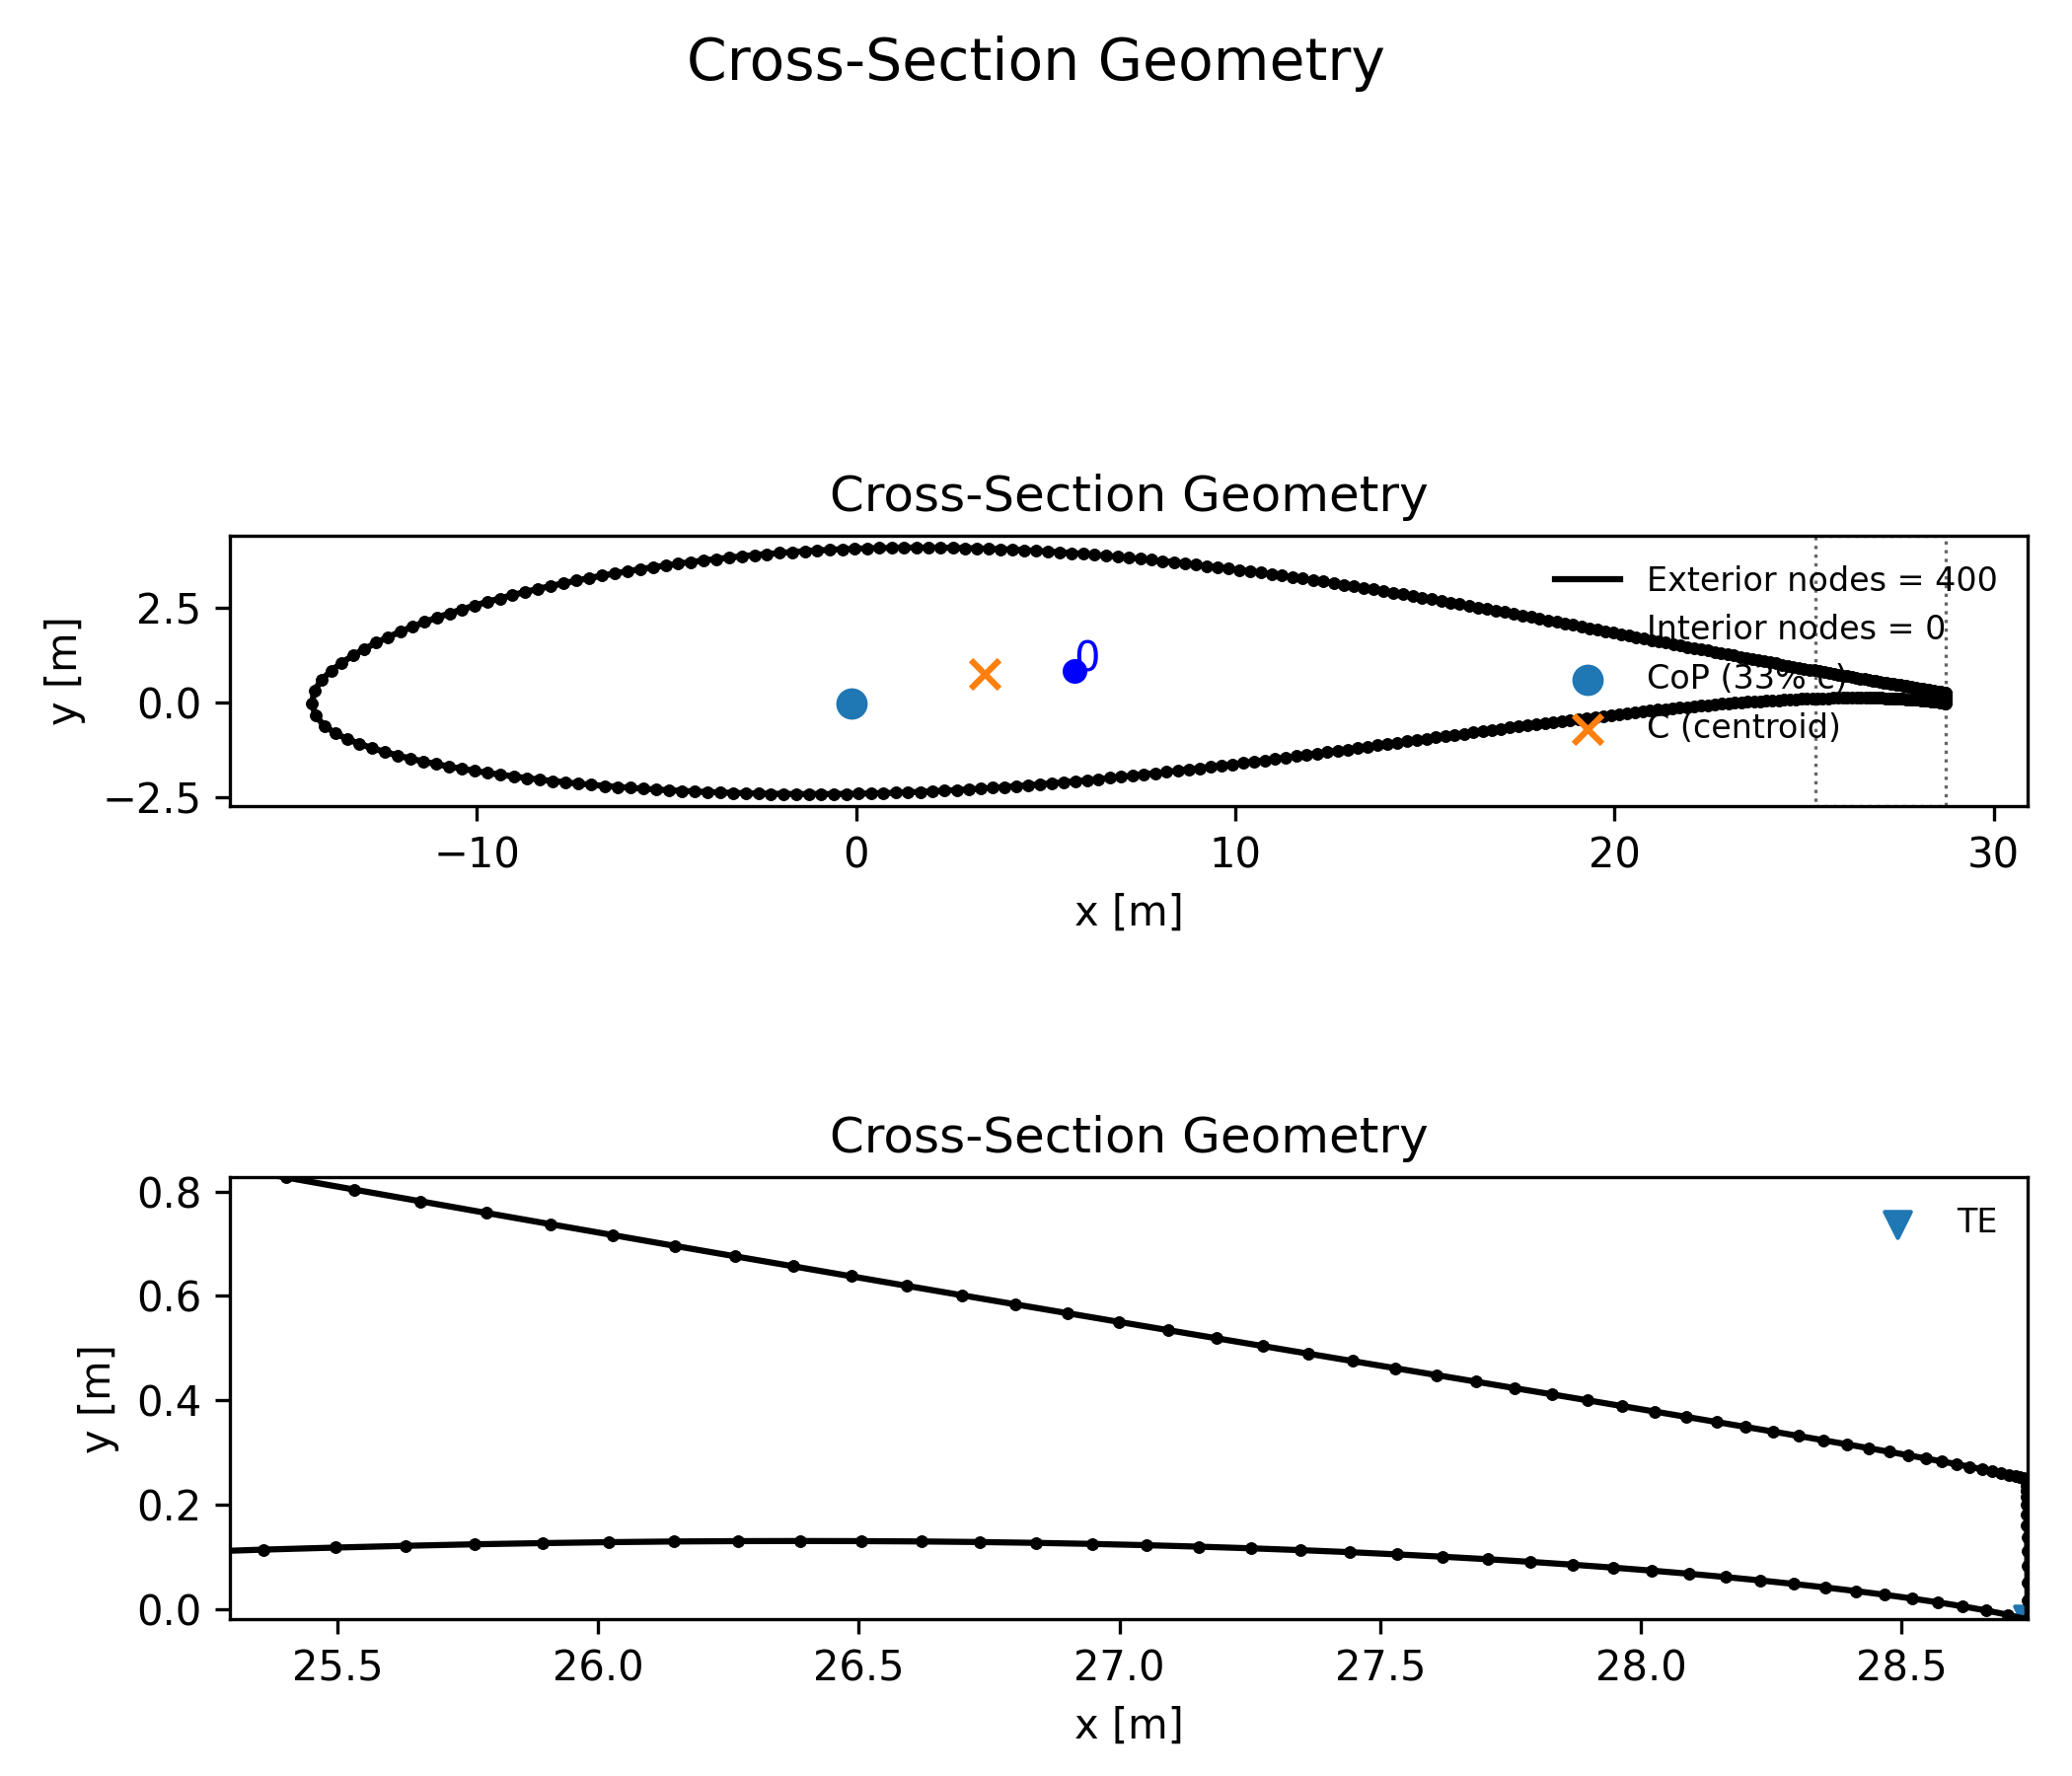 Cross-Section Geometry
Cross-Section Geometry
y [m]
2.5
0.0
−2.5
0
Exterior nodes = 400
Interior nodes = 0
CoP (33% c)
C (centroid)
−10 0 10 20 30
x [m]
Cross-Section Geometry
y [m]
0.8
0.6
0.4
0.2
0.0
TE
25.5 26.0 26.5 27.0 27.5 28.0 28.5
x [m]